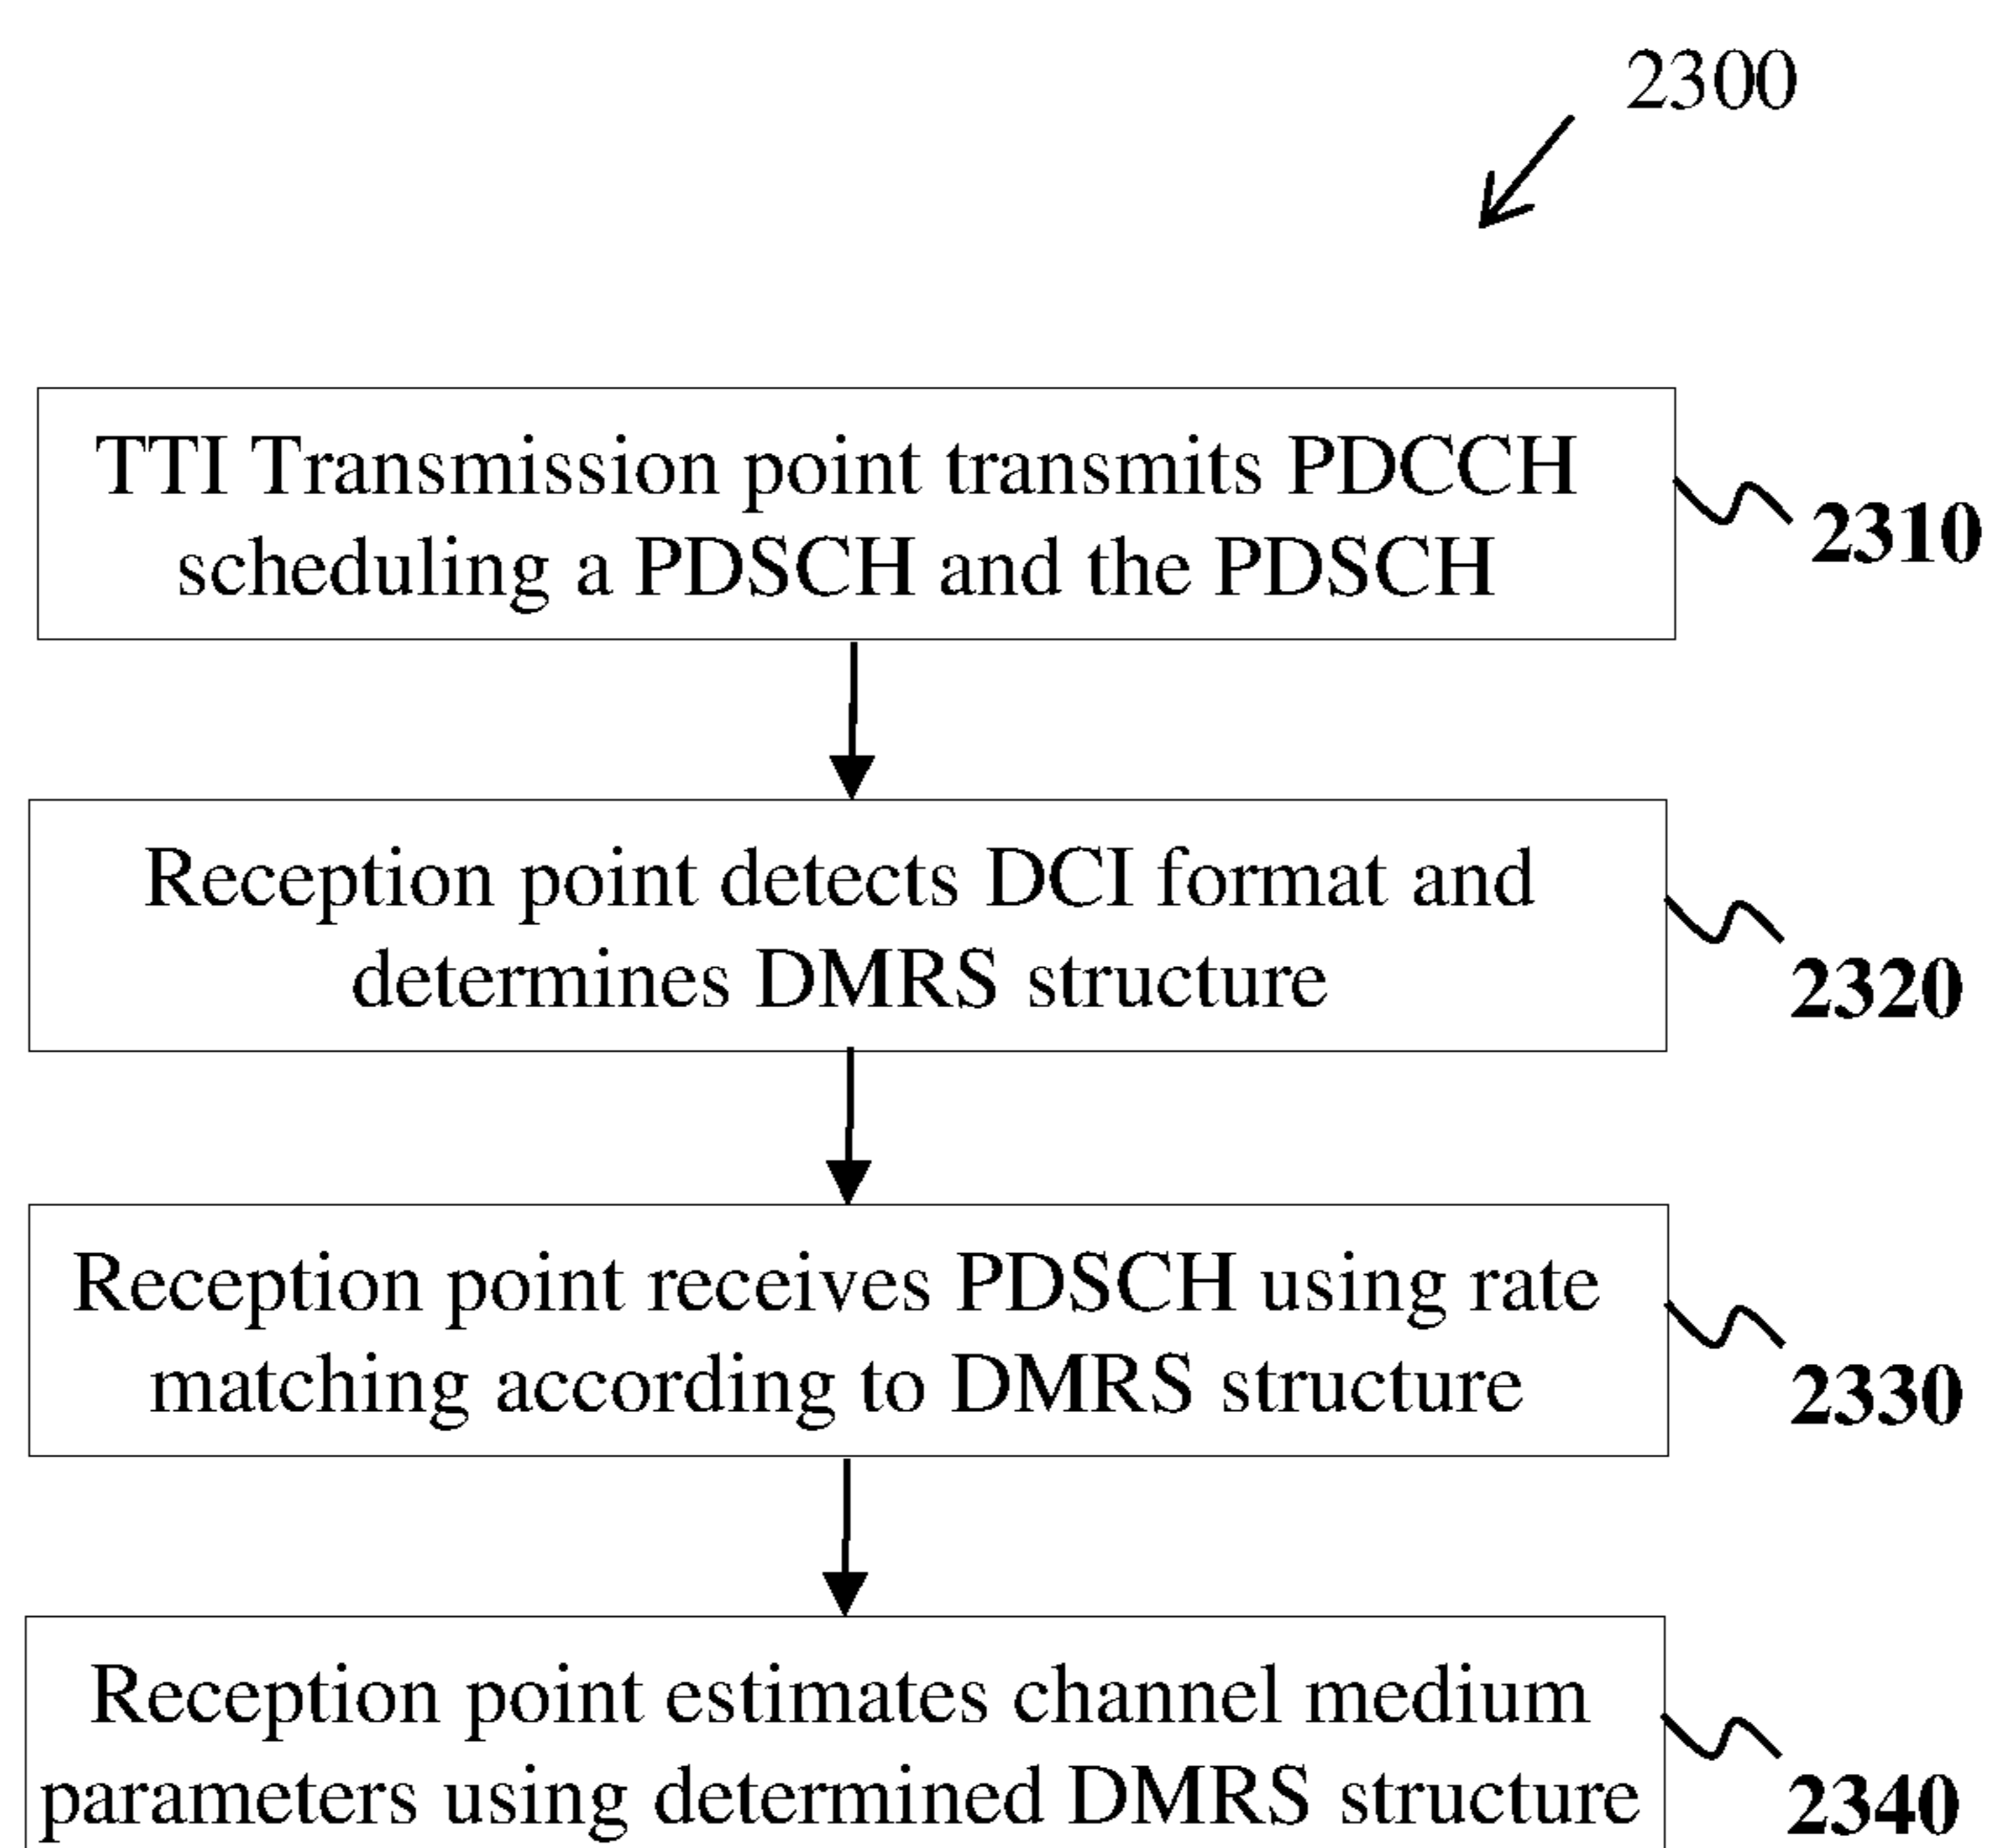 2300
TTI Transmission point transmits PDCCH
scheduling a PDSCH and the PDSCH
2310
Reception point detects DCI format and
determines DMRS structure
2320
Reception point receives PDSCH using rate
matching according to DMRS structure
2330
Reception point estimates channel medium
parameters using determined DMRS structure
2340